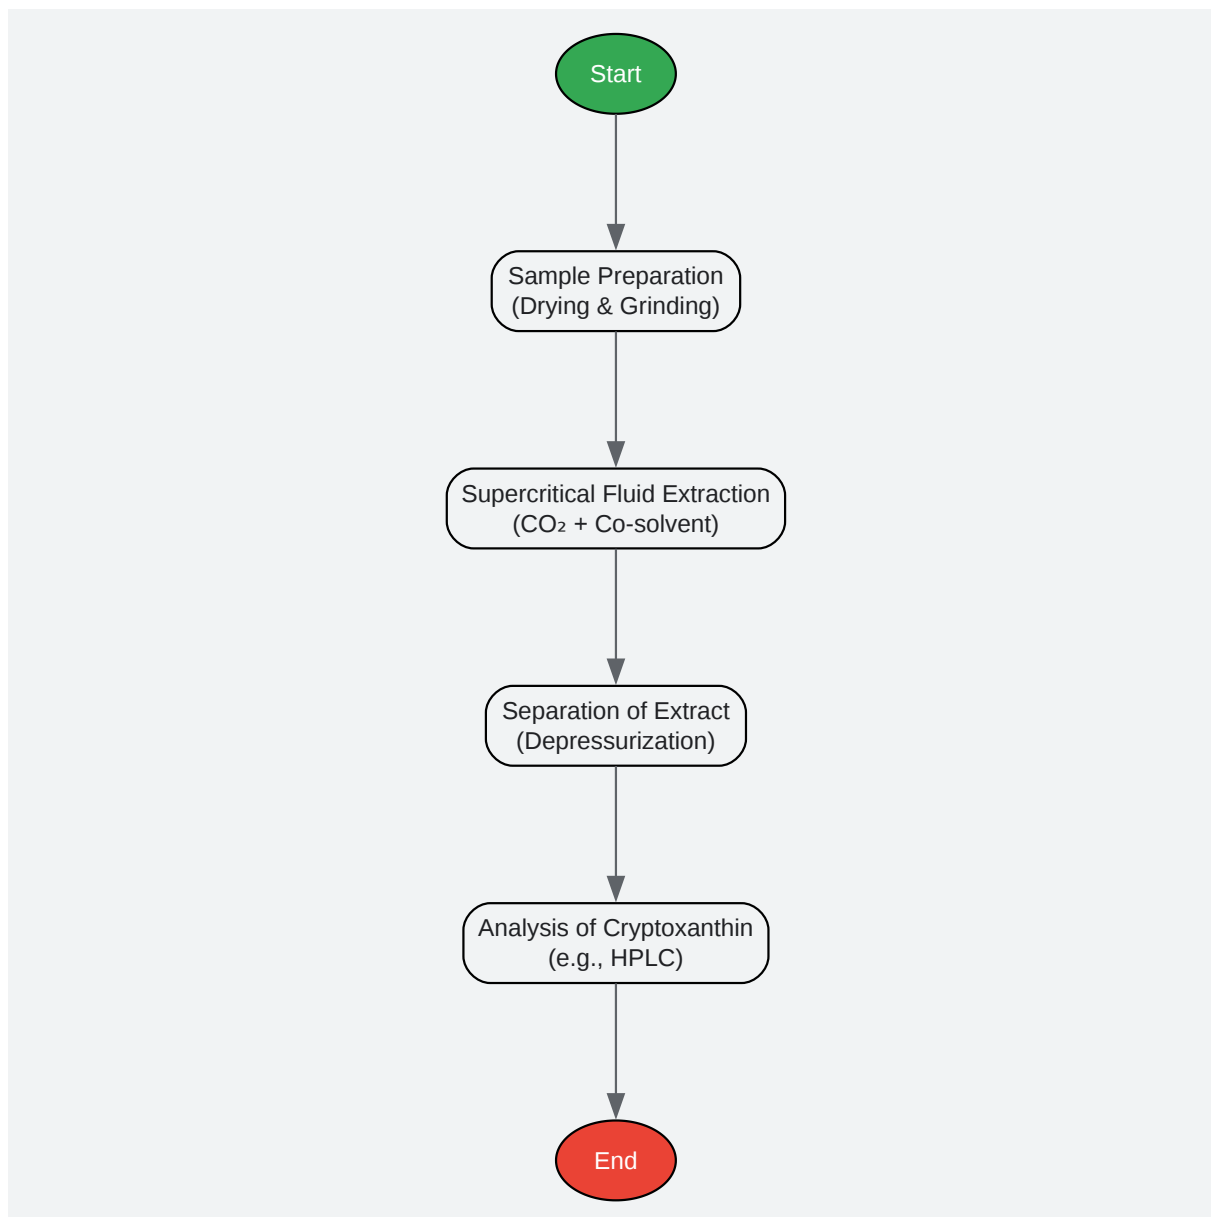 Start
Sample Preparation
(Drying & Grinding)
Supercritical Fluid Extraction
(CO₂ + Co-solvent)
Separation of Extract
(Depressurization)
Analysis of Cryptoxanthin
(e.g., HPLC)
End